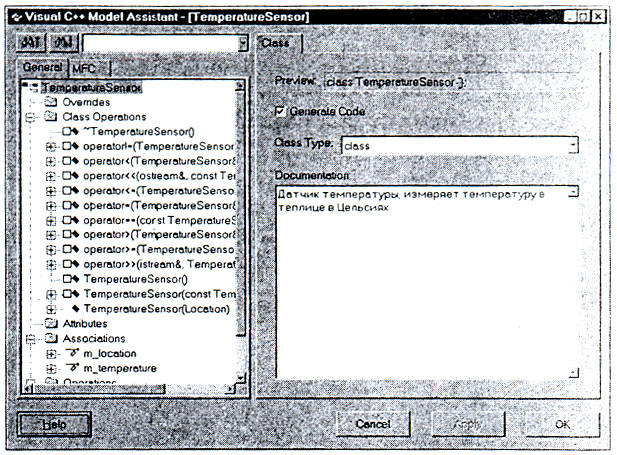 Visual C++ Model Assistant - [TemperatureSensor]
Class
General MFC
Preview: class TemperatureSensor }
Generate Code
Class Type: class
Documentation
Датчик температуры, измеряет температуру в
теплице в Цельсиях
TemperatureSensor
Overrides
Class Operations
~TemperatureSensor()
operator!=(TemperatureSensor
operator<(TemperatureSensor&
operator<<(ostream&, const Te
operator<=(TemperatureSenso
operator=(TemperatureSensor&
operator==(const TemperatureS
operator>(TemperatureSensor&
operator>=(TemperatureSenso
operator>>(istream&, Temperat
TemperatureSensor()
TemperatureSensor(const Tem
TemperatureSensor(Location)
Attributes
Associations
m_location
m_temperature
Operations
Help
Cancel
Apply
OK